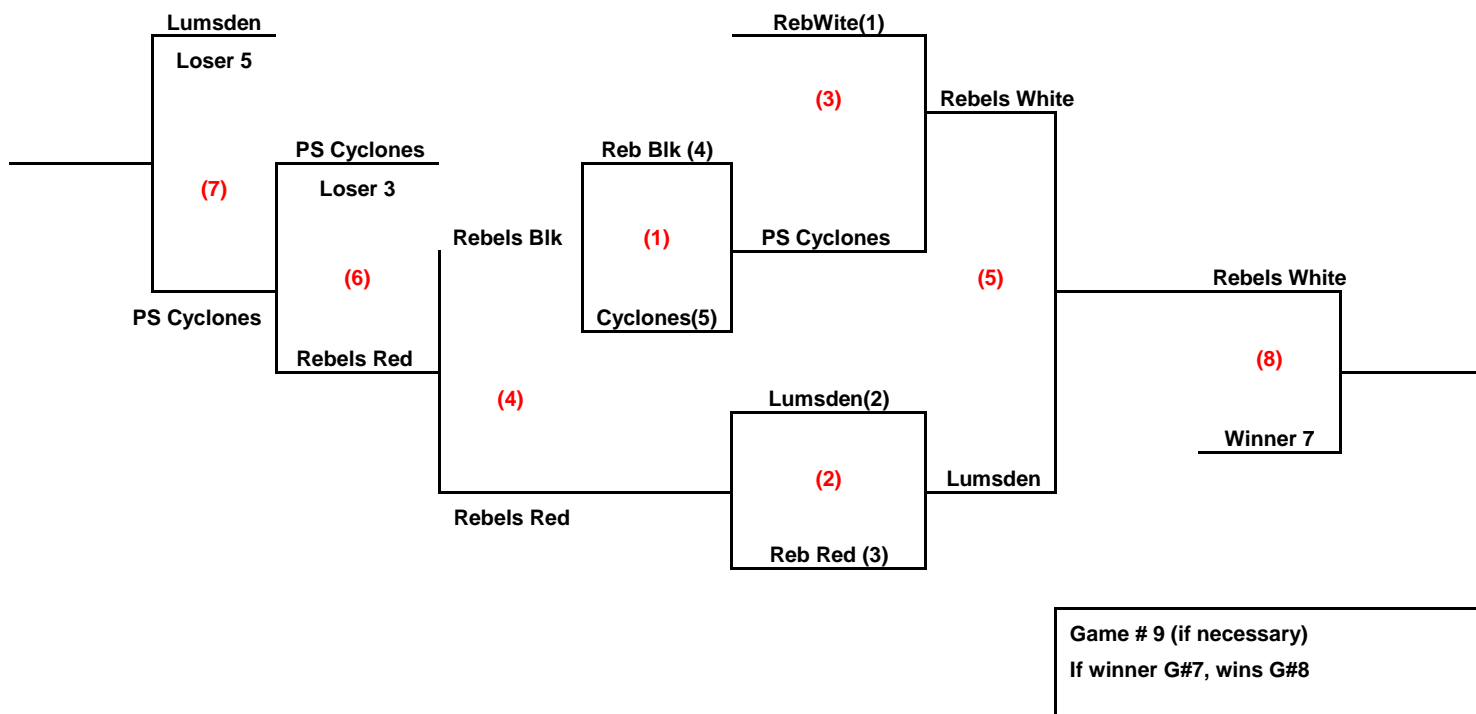 Lumsden
RebWite(1)
Loser 5
(3)
Rebels White
PS Cyclones
Reb Blk (4)
(7)
Loser 3
Rebels Blk
(1)
PS Cyclones
(6)
(5)
Rebels White
PS Cyclones
Cyclones(5)
Rebels Red
(8)
(4)
Lumsden(2)
Winner 7
(2)
Lumsden
Rebels Red
Reb Red (3)
Game # 9 (if necessary)
If winner G#7, wins G#8